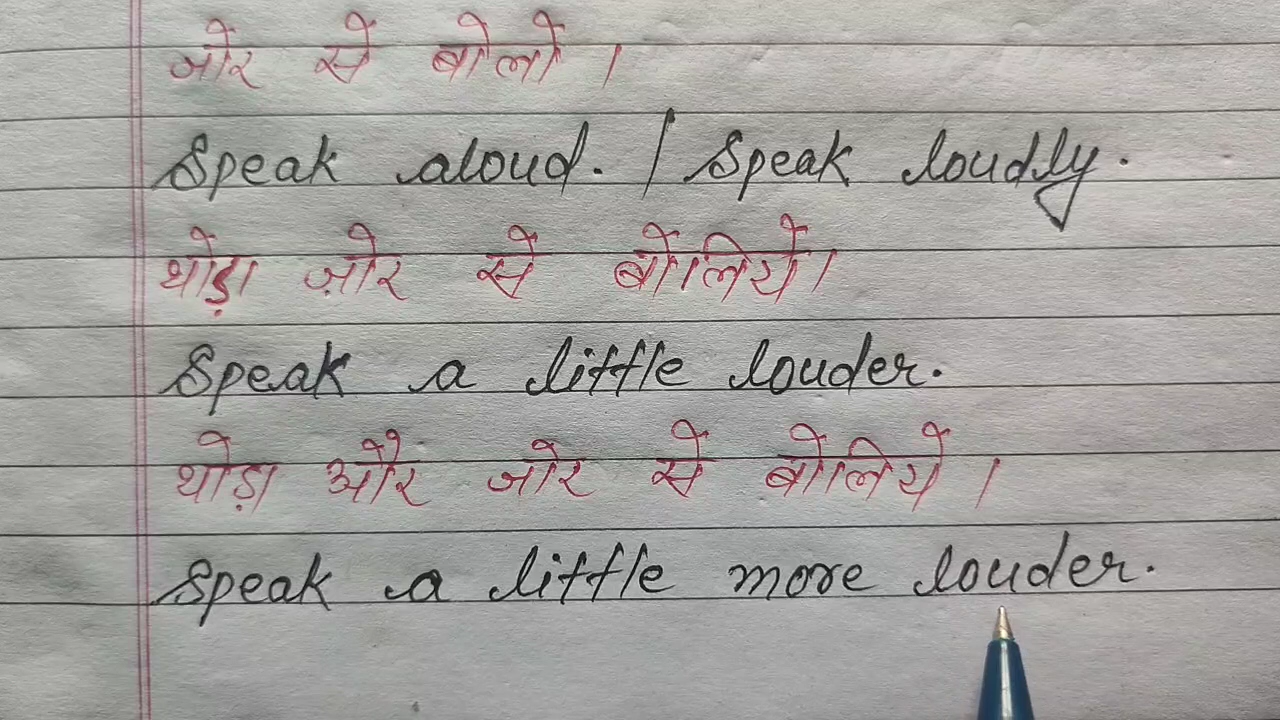 जोर से बोलो।
Speak aloud. / Speak loudly.
थोड़ा ज़ोर से बोलिये।
Speak a little louder.
थोड़ा और जोर से बोलिये।
Speak a little more louder.